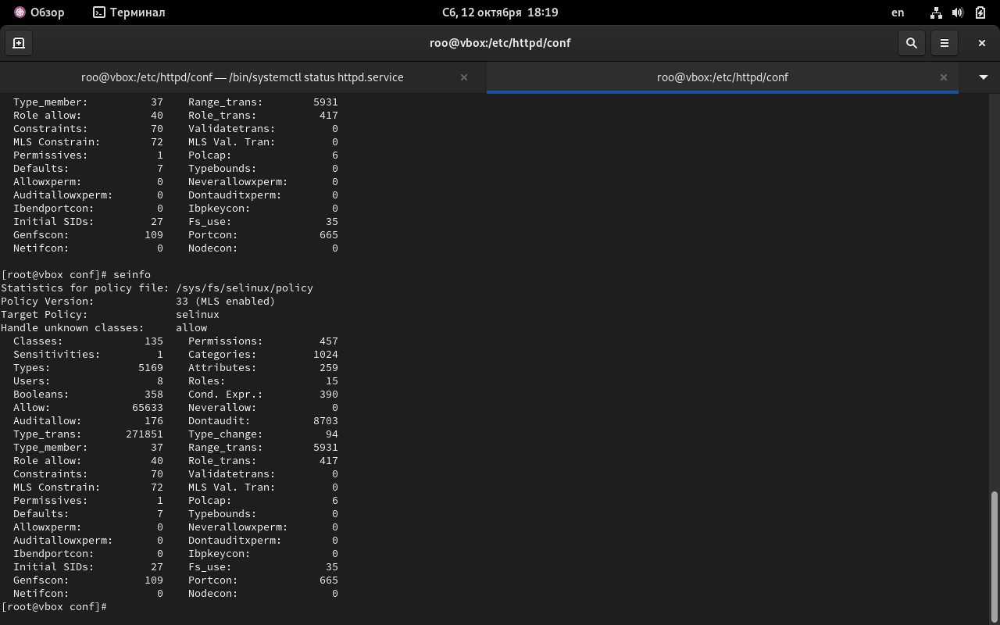 Обзор Терминал Сб, 12 октября 18:19 en
roo@vbox:/etc/httpd/conf
roo@vbox:/etc/httpd/conf — /bin/systemctl status httpd.service × roo@vbox:/etc/httpd/conf ×
Type_member: 37 Range_trans: 5931
Role allow: 40 Role_trans: 417
Constraints: 70 Validatetrans: 0
MLS Constrain: 72 MLS Val. Tran: 0
Permissives: 1 Polcap: 6
Defaults: 7 Typebounds: 0
Allowxperm: 0 Neverallowxperm: 0
Auditallowxperm: 0 Dontauditxperm: 0
Ibendportcon: 0 Ibpkeycon: 0
Initial SIDs: 27 Fs_use: 35
Genfscon: 109 Portcon: 665
Netifcon: 0 Nodecon: 0
[root@vbox conf]# seinfo
Statistics for policy file: /sys/fs/selinux/policy
Policy Version: 33 (MLS enabled)
Target Policy: selinux
Handle unknown classes: allow
Classes: 135 Permissions: 457
Sensitivities: 1 Categories: 1024
Types: 5169 Attributes: 259
Users: 8 Roles: 15
Booleans: 358 Cond. Expr.: 390
Allow: 65633 Neverallow: 0
Auditallow: 176 Dontaudit: 8703
Type_trans: 271851 Type_change: 94
Type_member: 37 Range_trans: 5931
Role allow: 40 Role_trans: 417
Constraints: 70 Validatetrans: 0
MLS Constrain: 72 MLS Val. Tran: 0
Permissives: 1 Polcap: 6
Defaults: 7 Typebounds: 0
Allowxperm: 0 Neverallowxperm: 0
Auditallowxperm: 0 Dontauditxperm: 0
Ibendportcon: 0 Ibpkeycon: 0
Initial SIDs: 27 Fs_use: 35
Genfscon: 109 Portcon: 665
Netifcon: 0 Nodecon: 0
[root@vbox conf]#